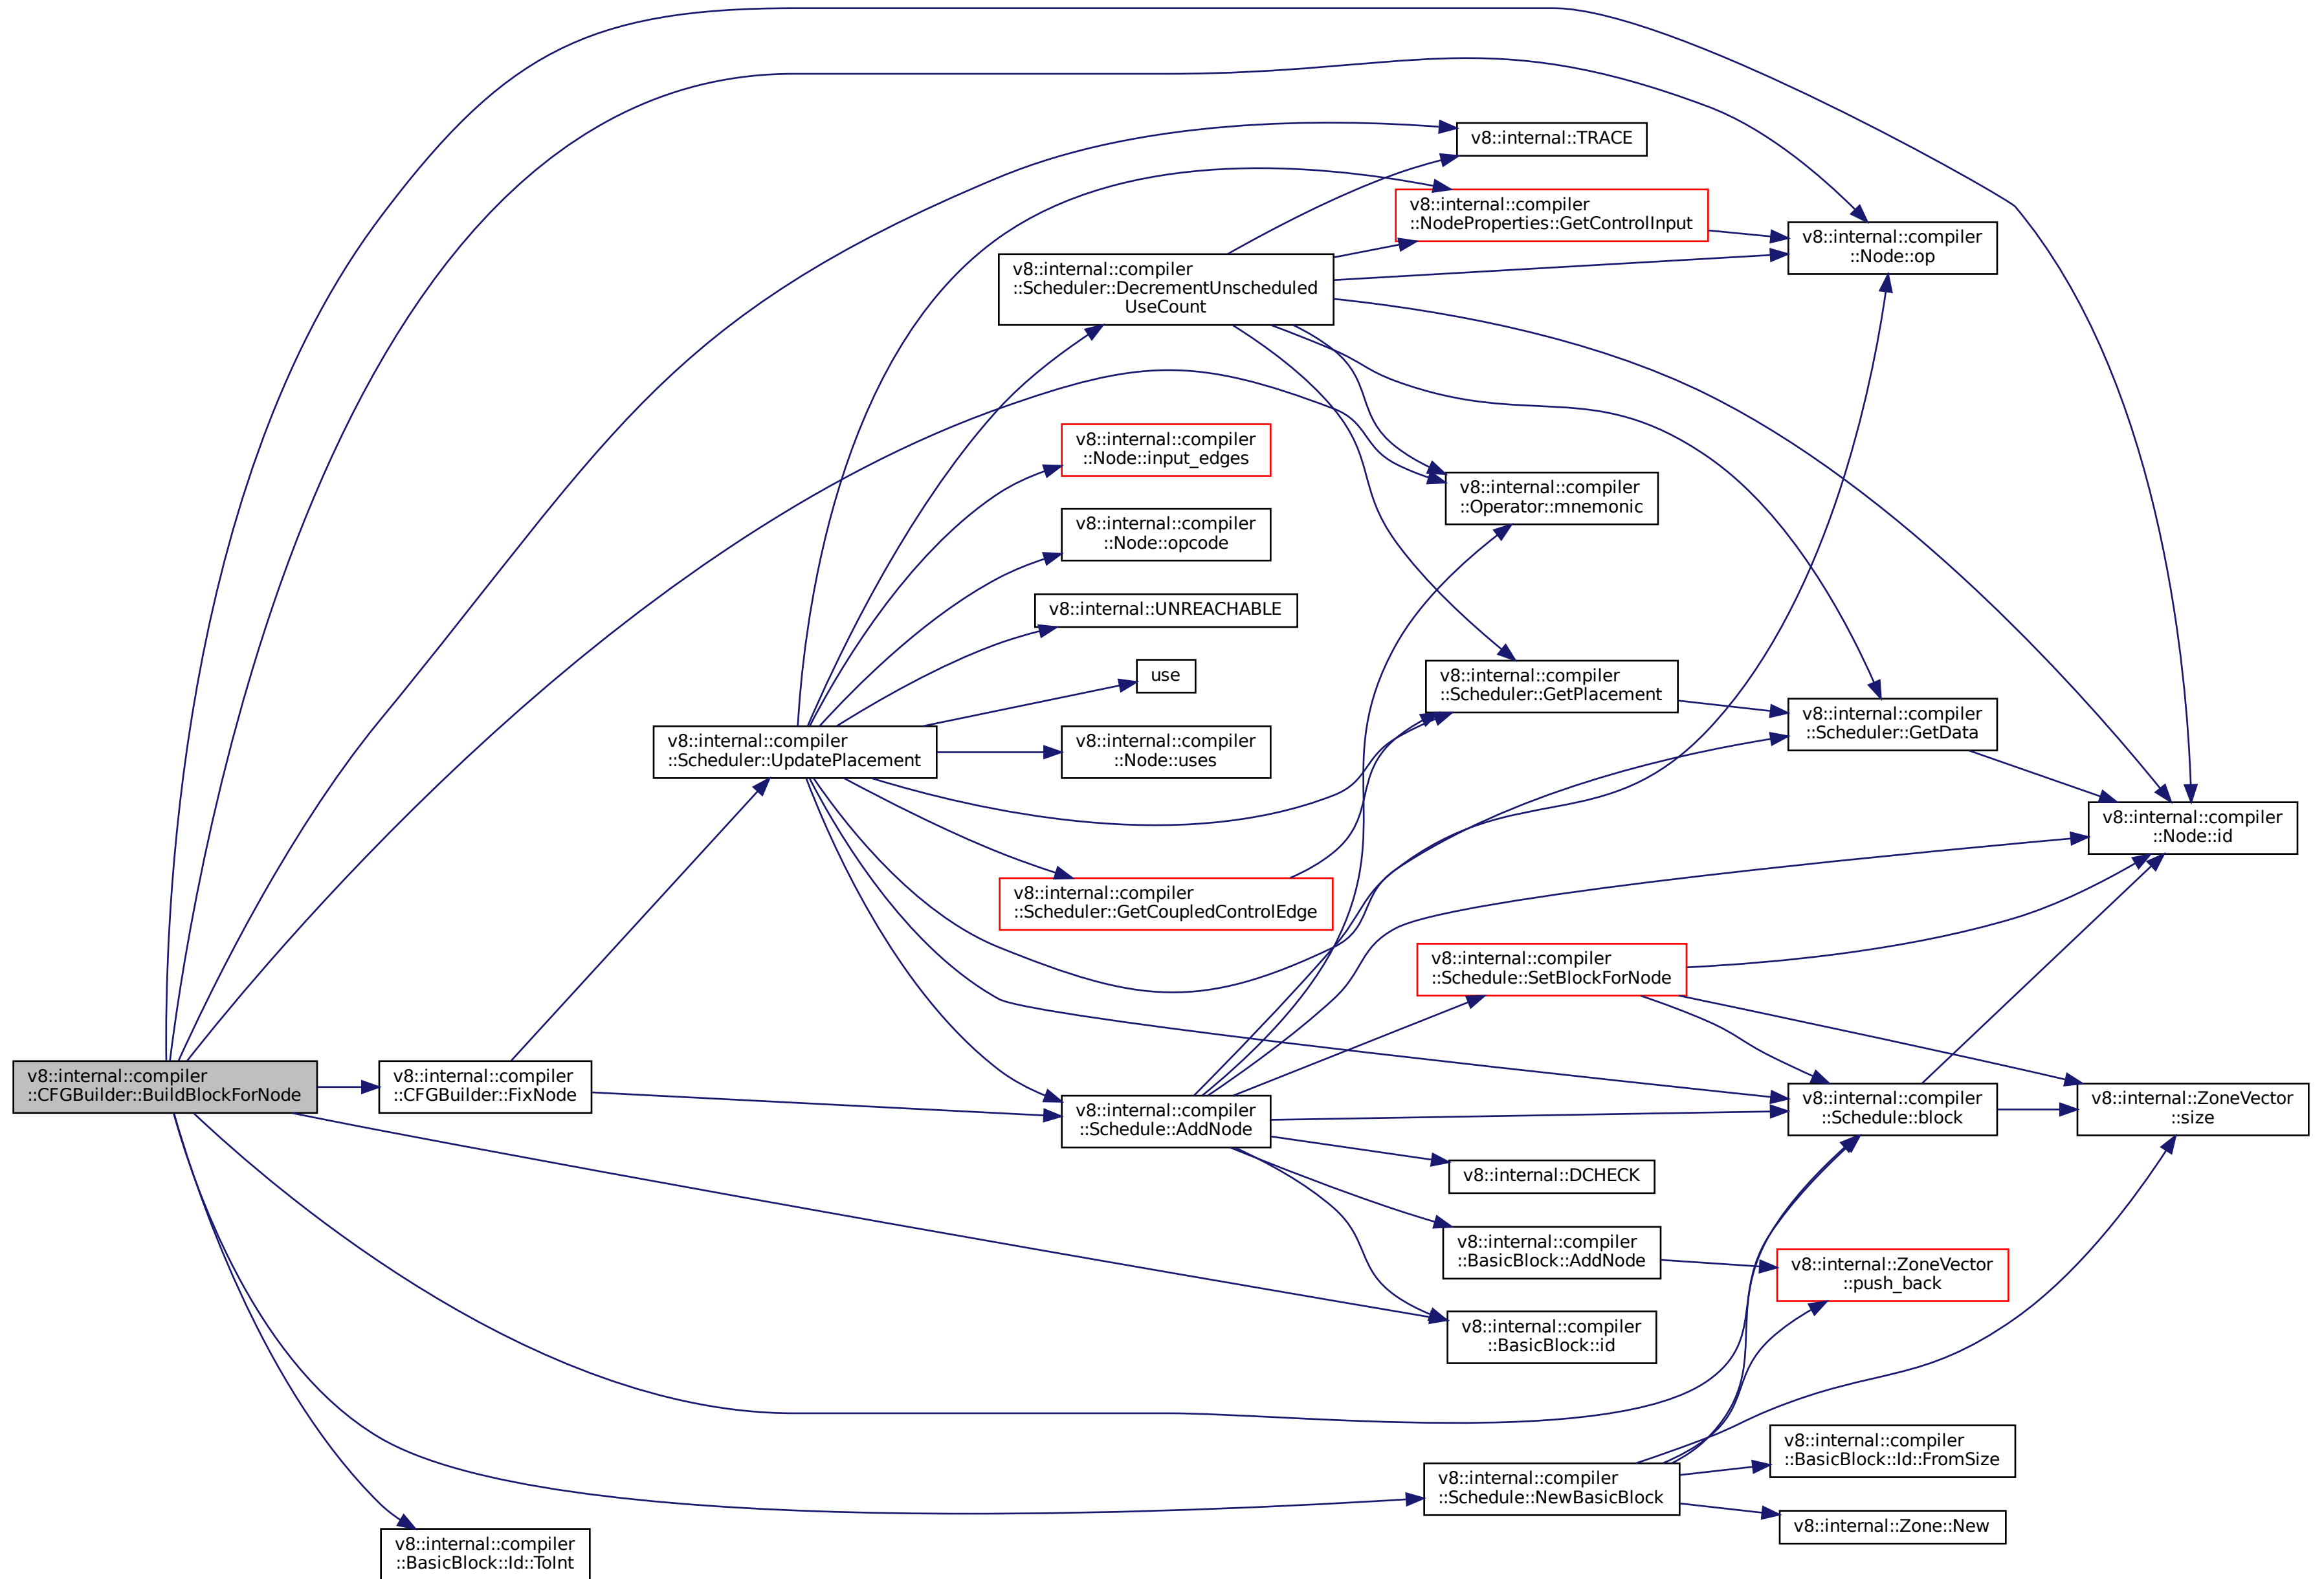 v8::internal::compiler
::CFGBuilder::BuildBlockForNode
v8::internal::compiler
::CFGBuilder::FixNode
v8::internal::compiler
::BasicBlock::Id::ToInt
v8::internal::compiler
::Scheduler::UpdatePlacement
v8::internal::compiler
::Scheduler::DecrementUnscheduled
UseCount
v8::internal::compiler
::Node::input_edges
v8::internal::compiler
::Node::opcode
v8::internal::UNREACHABLE
use
v8::internal::compiler
::Node::uses
v8::internal::compiler
::Scheduler::GetCoupledControlEdge
v8::internal::compiler
::Schedule::AddNode
v8::internal::TRACE
v8::internal::compiler
::NodeProperties::GetControlInput
v8::internal::compiler
::Operator::mnemonic
v8::internal::compiler
::Scheduler::GetPlacement
v8::internal::compiler
::Schedule::SetBlockForNode
v8::internal::DCHECK
v8::internal::compiler
::BasicBlock::AddNode
v8::internal::compiler
::BasicBlock::id
v8::internal::compiler
::Schedule::NewBasicBlock
v8::internal::compiler
::Node::op
v8::internal::compiler
::Scheduler::GetData
v8::internal::compiler
::Schedule::block
v8::internal::ZoneVector
::push_back
v8::internal::compiler
::BasicBlock::Id::FromSize
v8::internal::Zone::New
v8::internal::compiler
::Node::id
v8::internal::ZoneVector
::size